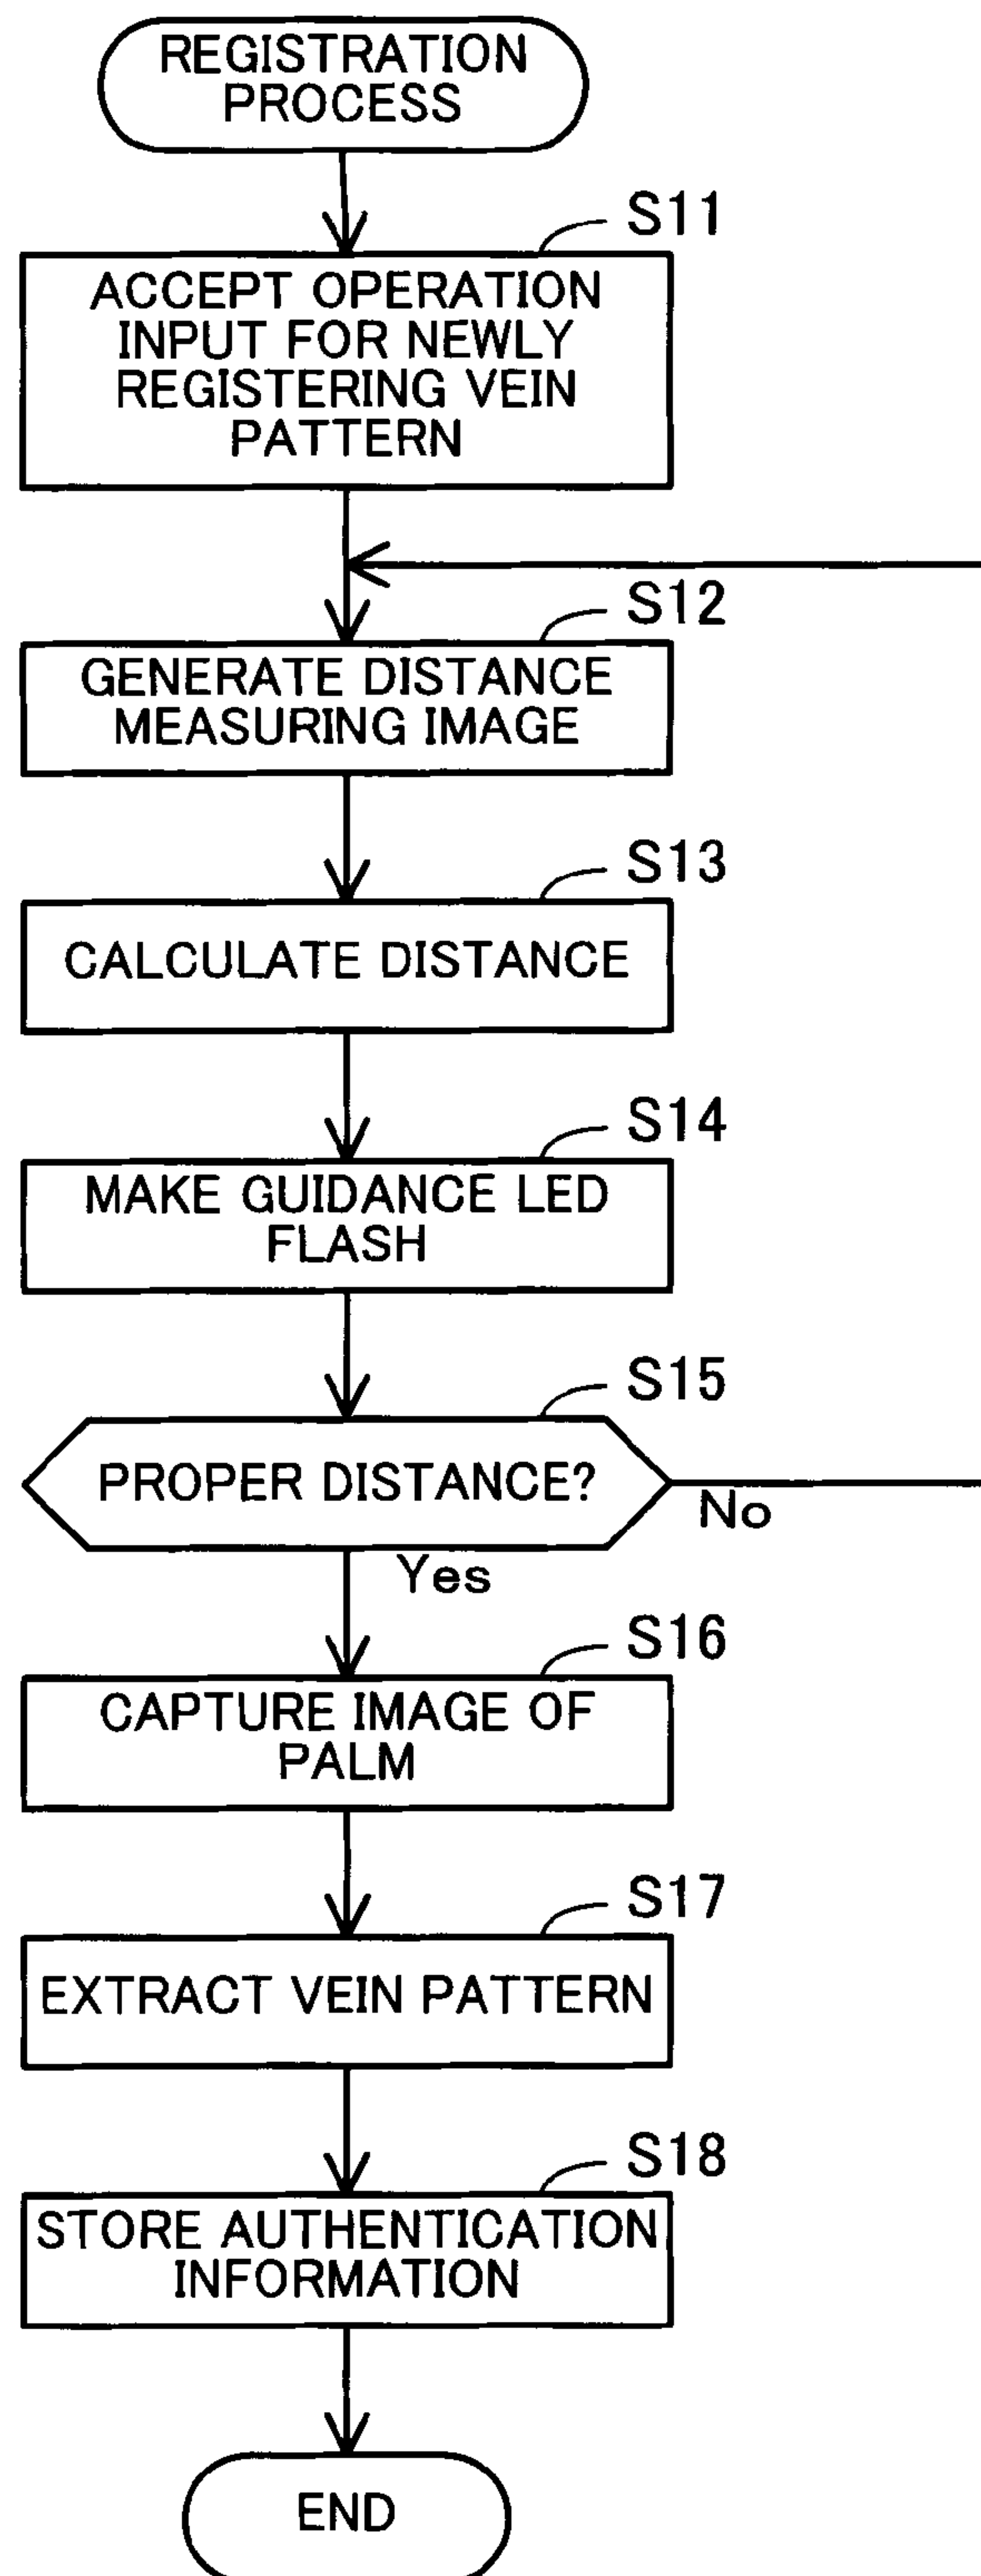 REGISTRATION
PROCESS
S11
ACCEPT OPERATION
INPUT FOR NEWLY
REGISTERING VEIN
PATTERN
S12
GENERATE DISTANCE
MEASURING IMAGE
S13
CALCULATE DISTANCE
S14
MAKE GUIDANCE LED
FLASH
S15
PROPER DISTANCE?
No
Yes
S16
CAPTURE IMAGE OF
PALM
S17
EXTRACT VEIN PATTERN
S18
STORE AUTHENTICATION
INFORMATION
END